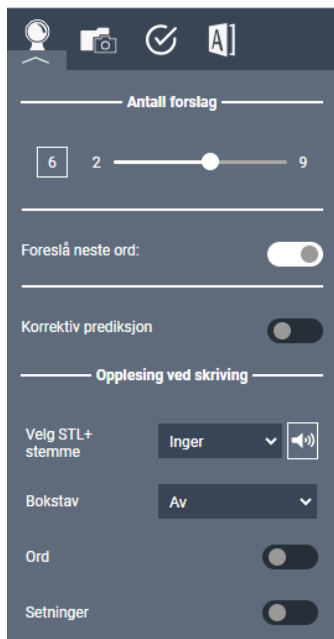 A
Antall forslag
6 2 9
Foreslå neste ord:
Korrektiv prediksjon
Opplesing ved skriving
Velg STL+
stemme
Inger
Bokstav Av
Ord
Setninger